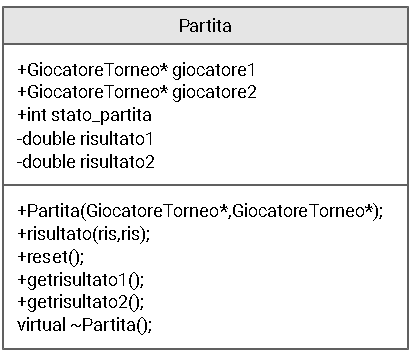 Partita
+GiocatoreTorneo* giocatore1
+GiocatoreTorneo* giocatore2
+int stato_partita
-double risultato1
-double risultato2
+Partita(GiocatoreTorneo*,GiocatoreTorneo*);
+risultato(ris,ris);
+reset();
+getrisultato1();
+getrisultato2();
virtual ~Partita();